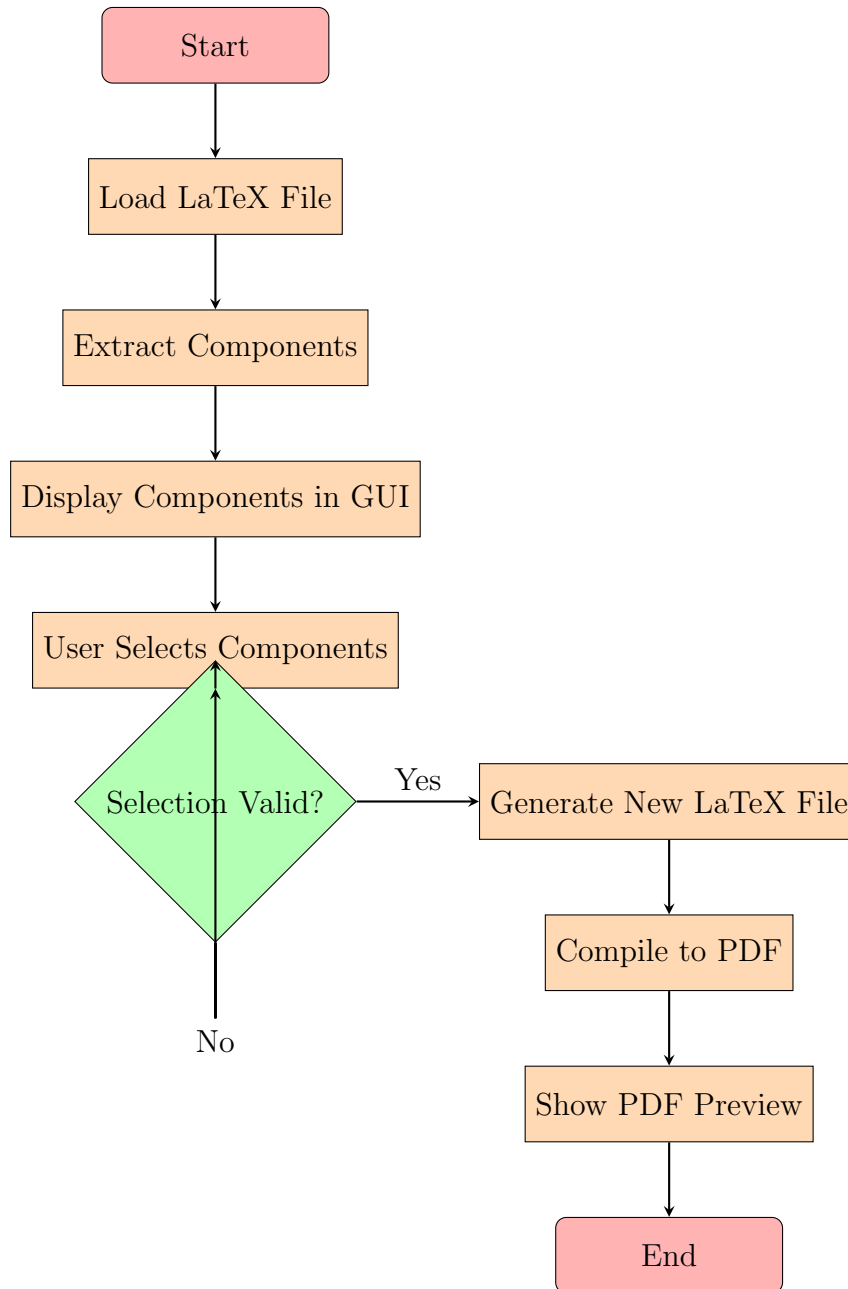 Start
Load LaTeX File
Extract Components
Display Components in GUI
User Selects Components
Selection Valid?
Yes
Generate New LaTeX File
Compile to PDF
No
Show PDF Preview
End